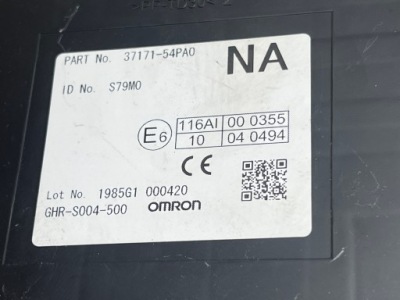 PART No. 37171-54PA0 NA
ID No. S79M0
E6 116AI 00 0355
10 04 0494
CE
Lot No. 1985G1 000420
GHR-S004-500 OMRON